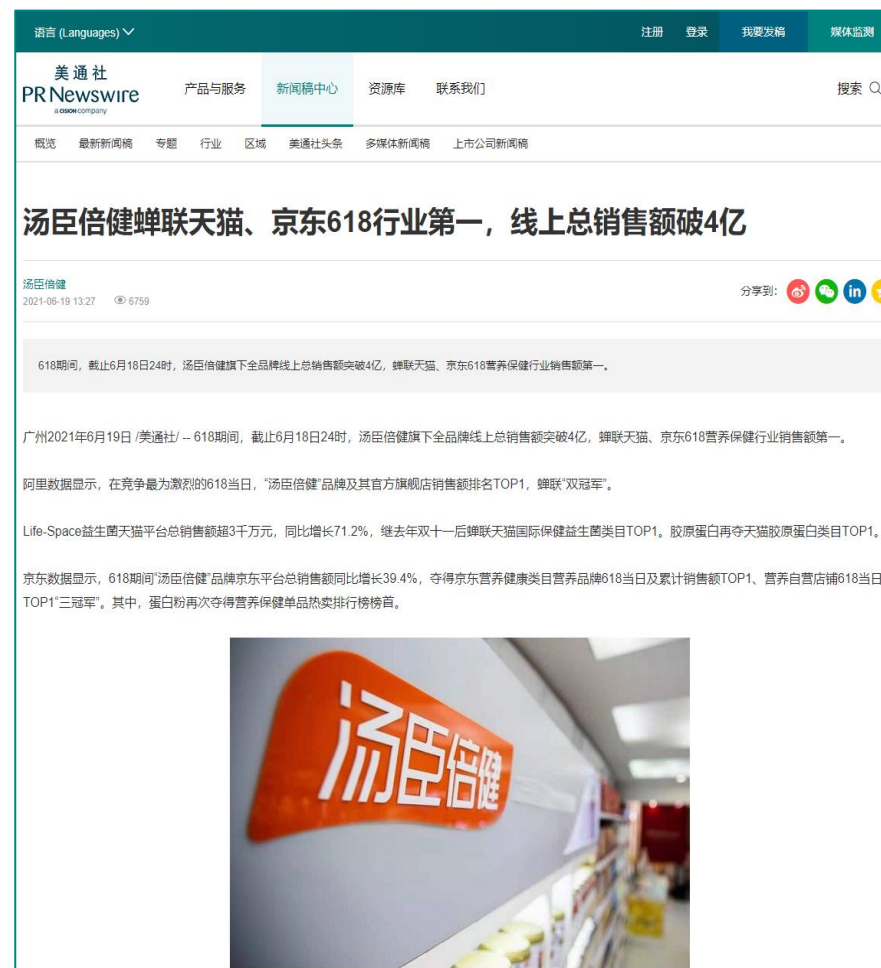 语言 (Languages)
注册 登录 我要发稿 媒体监测
美通社
PR Newswire
a CISION company
产品与服务 新闻稿中心 资源库 联系我们
搜索
概览 最新新闻稿 专题 行业 区域 美通社头条 多媒体新闻稿 上市公司新闻稿
汤臣倍健蝉联天猫、京东618行业第一，线上总销售额破4亿
汤臣倍健
2021-06-19 13:27 6759
分享到:
618期间，截止6月18日24时，汤臣倍健旗下全品牌线上总销售额突破4亿，蝉联天猫、京东618营养保健行业销售额第一。
广州2021年6月19日 /美通社/ -- 618期间，截止6月18日24时，汤臣倍健旗下全品牌线上总销售额突破4亿，蝉联天猫、京东618营养保健行业销售额第一。
阿里数据显示，在竞争最为激烈的618当日，“汤臣倍健”品牌及其官方旗舰店销售额排名TOP1，蝉联“双冠军”。
Life-Space益生菌天猫平台总销售额超3千万元，同比增长71.2%，继去年双十一后蝉联天猫国际保健益生菌类目TOP1。胶原蛋白再夺天猫胶原蛋白类目TOP1。
京东数据显示，618期间“汤臣倍健”品牌京东平台总销售额同比增长39.4%，夺得京东营养健康类目营养品牌618当日及累计销售额TOP1、营养自营店铺618当日
TOP1“三冠军”。其中，蛋白粉再次夺得营养保健单品热卖排行榜榜首。
汤臣倍健